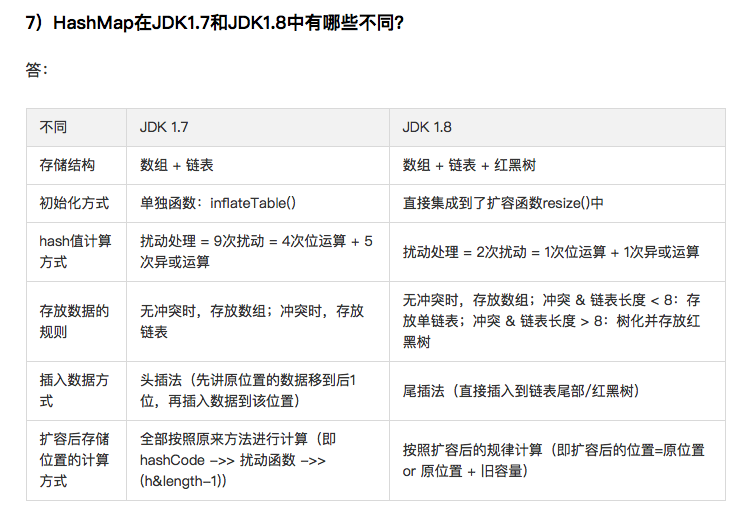 7）HashMap在JDK1.7和JDK1.8中有哪些不同？
答：
不同
JDK 1.7
JDK 1.8
存储结构
数组 + 链表
数组 + 链表 + 红黑树
初始化方式
单独函数：inflateTable()
直接集成到了扩容函数resize()中
hash值计算
方式
扰动处理 = 9次扰动 = 4次位运算 + 5
次异或运算
扰动处理 = 2次扰动 = 1次位运算 + 1次异或运算
存放数据的
规则
无冲突时，存放数组；冲突时，存放
链表
无冲突时，存放数组；冲突 & 链表长度 < 8：存
放单链表；冲突 & 链表长度 > 8：树化并存放红
黑树
插入数据方
式
头插法（先讲原位置的数据移到后1
位，再插入数据到该位置）
尾插法（直接插入到链表尾部/红黑树）
扩容后存储
位置的计算
方式
全部按照原来方法进行计算（即
hashCode ->> 扰动函数 ->>
(h&length-1)）
按照扩容后的规律计算（即扩容后的位置=原位置
or 原位置 + 旧容量）